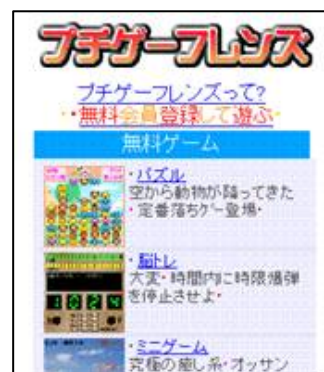 プチゲーフレンズ
プチゲーフレンズって?
・・無料会員登録して遊ぶ・・
無料ゲーム
・パズル
空から動物が降ってきた
・定番落ちゲー登場・
・脳トレ
大変・時間内に時限爆弾
を停止させよ・
1024
・ミニゲーム
究極の癒し系・オッサン